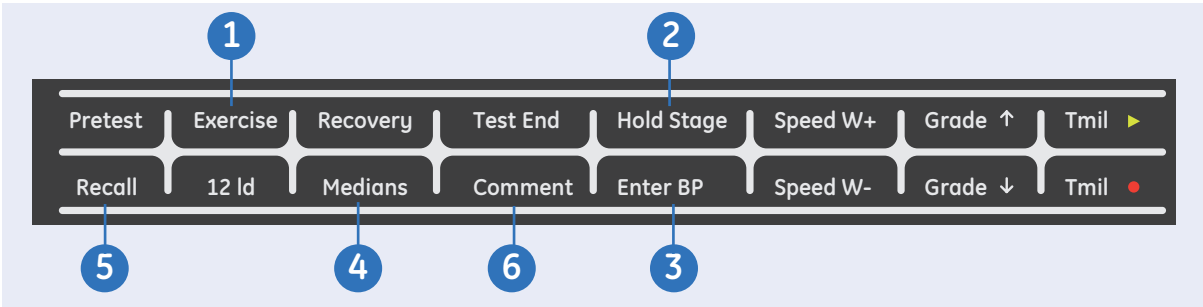 1 2
Pretest Exercise Recovery Test End Hold Stage Speed W+ Grade ↑ Tmil ►
Recall 12 ld Medians Comment Enter BP Speed W- Grade ↓ Tmil ●
5 4 6 3